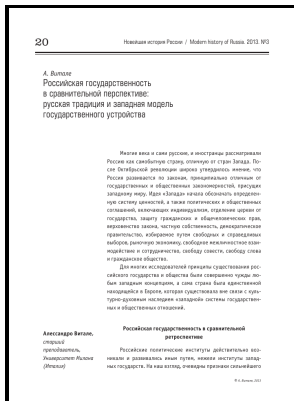 20
Новейшая история России / Modern history of Russia. 2013. №3
А. Витале
Российская государственность
в сравнительной перспективе:
русская традиция и западная модель
государственного устройства
Многие века и сами русские, и иностранцы рассматривали
Россию как самобытную страну, отличную от стран Запада. По-
сле Октябрьской революции широко утвердилось мнение, что
Россия развивается по законам, принципиально отличным от
государственных и общественных закономерностей, присущих
западному миру. Идея «Запада» начала обозначать определен-
ную систему ценностей, а также политических и общественных
соглашений, включающих индивидуализм, отделение церкви от
государства, защиту гражданских и общечеловеческих прав,
верховенство закона, частную собственность, демократическое
правительство, избираемое путем свободных и справедливых
выборов, рыночную экономику, свободное межличностное взаи-
модействие и сотрудничество, свободу совести, свободу слова
и гражданское общество.
Для многих исследователей принципы существования рос-
сийского государства и общества были совершенно чужды лю-
бым западным концепциям, а сама страна была единственной
находящейся в Европе, которая существовала вне связи с куль-
турно-духовным наследием «западной» системы государствен-
ных и общественных отношений.
Российская государственность в сравнительной
ретроспективе
Российские политические институты действительно воз-
никали и развивались иным путем, нежели институты запад-
ных государств. На наш взгляд, очевидны признаки сильнейшего
Алессандро Витале,
старший
преподаватель,
Университет Милана
(Италия)
© А. Витале, 2013